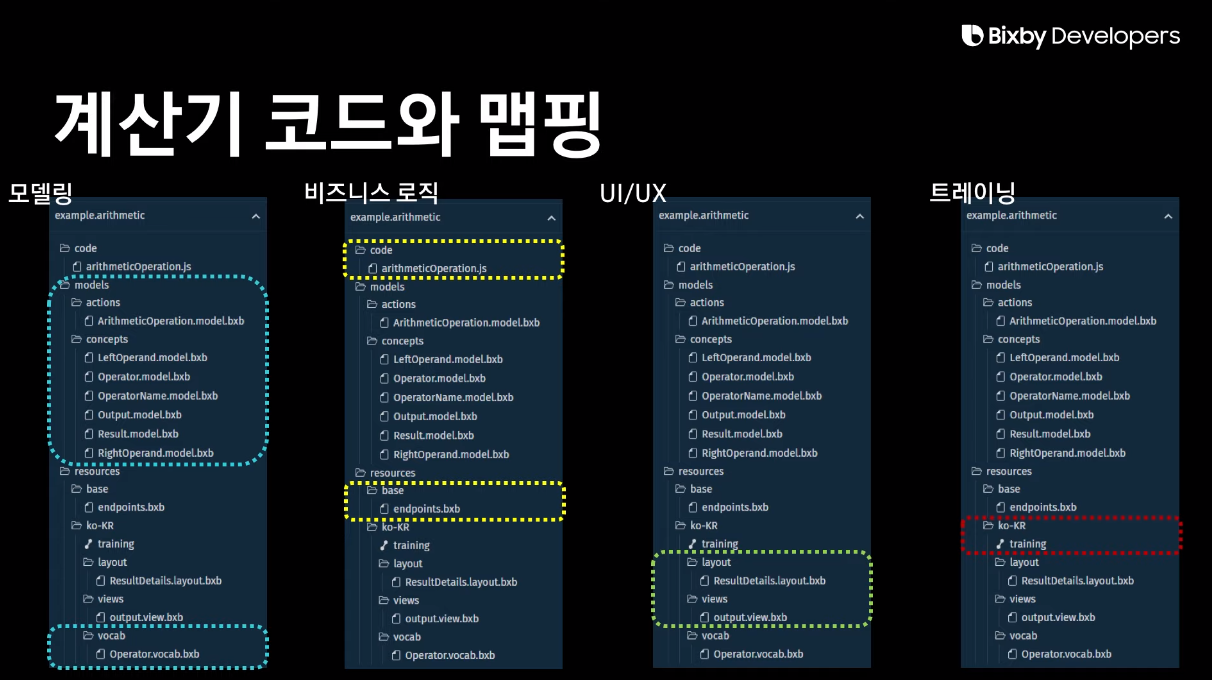 Bixby Developers
계산기 코드와 맵핑
모델링
example.arithmetic
code
arithmeticOperation.js
models
actions
ArithmeticOperation.model.bxb
concepts
LeftOperand.model.bxb
Operator.model.bxb
OperatorName.model.bxb
Output.model.bxb
Result.model.bxb
RightOperand.model.bxb
resources
base
endpoints.bxb
ko-KR
training
layout
ResultDetails.layout.bxb
views
output.view.bxb
vocab
Operator.vocab.bxb
비즈니스 로직
example.arithmetic
code
arithmeticOperation.js
models
actions
ArithmeticOperation.model.bxb
concepts
LeftOperand.model.bxb
Operator.model.bxb
OperatorName.model.bxb
Output.model.bxb
Result.model.bxb
RightOperand.model.bxb
resources
base
endpoints.bxb
ko-KR
training
layout
ResultDetails.layout.bxb
views
output.view.bxb
vocab
Operator.vocab.bxb
UI/UX
example.arithmetic
code
arithmeticOperation.js
models
actions
ArithmeticOperation.model.bxb
concepts
LeftOperand.model.bxb
Operator.model.bxb
OperatorName.model.bxb
Output.model.bxb
Result.model.bxb
RightOperand.model.bxb
resources
base
endpoints.bxb
ko-KR
training
layout
ResultDetails.layout.bxb
views
output.view.bxb
vocab
Operator.vocab.bxb
트레이닝
example.arithmetic
code
arithmeticOperation.js
models
actions
ArithmeticOperation.model.bxb
concepts
LeftOperand.model.bxb
Operator.model.bxb
OperatorName.model.bxb
Output.model.bxb
Result.model.bxb
RightOperand.model.bxb
resources
base
endpoints.bxb
ko-KR
training
layout
ResultDetails.layout.bxb
views
output.view.bxb
vocab
Operator.vocab.bxb